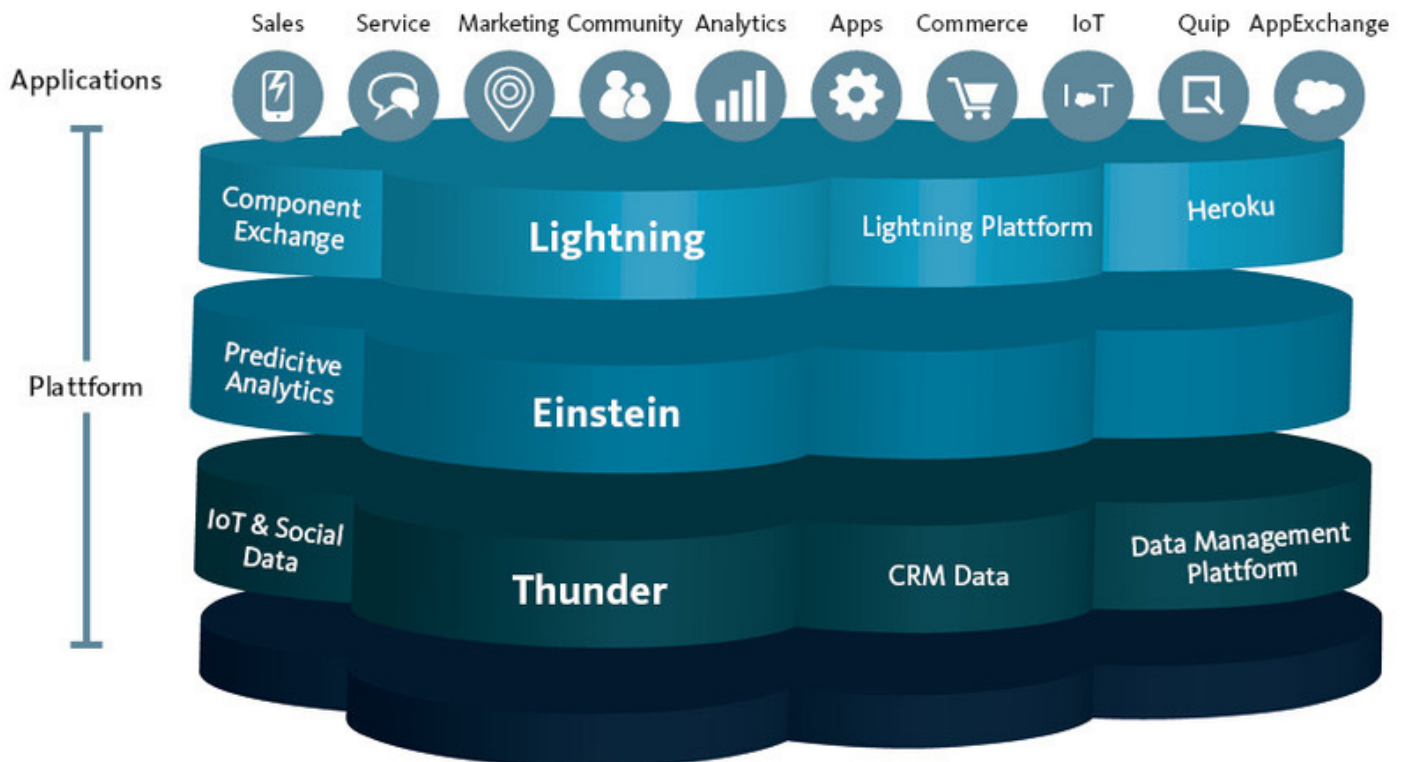 Sales
Service
Marketing
Community
Analytics
Apps
Commerce
IoT
Quip
AppExchange
Applications
I T
Component
Exchange
Lightning
Lightning Plattform
Heroku
Plattform
Predicitve
Analytics
Einstein
IoT & Social
Data
Thunder
CRM Data
Data Management
Plattform